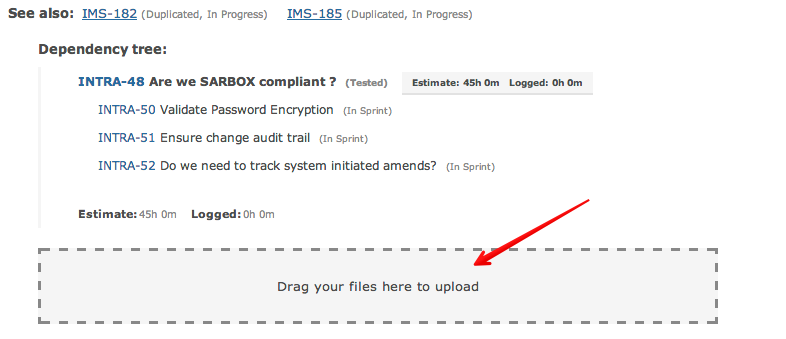 See also: IMS-182 (Duplicated, In Progress) IMS-185 (Duplicated, In Progress)
Dependency tree:
INTRA-48 Are we SARBOX compliant ? (Tested) Estimate: 45h 0m Logged: 0h 0m
INTRA-50 Validate Password Encryption (In Sprint)
INTRA-51 Ensure change audit trail (In Sprint)
INTRA-52 Do we need to track system initiated amends? (In Sprint)
Estimate: 45h 0m Logged: 0h 0m
Drag your files here to upload